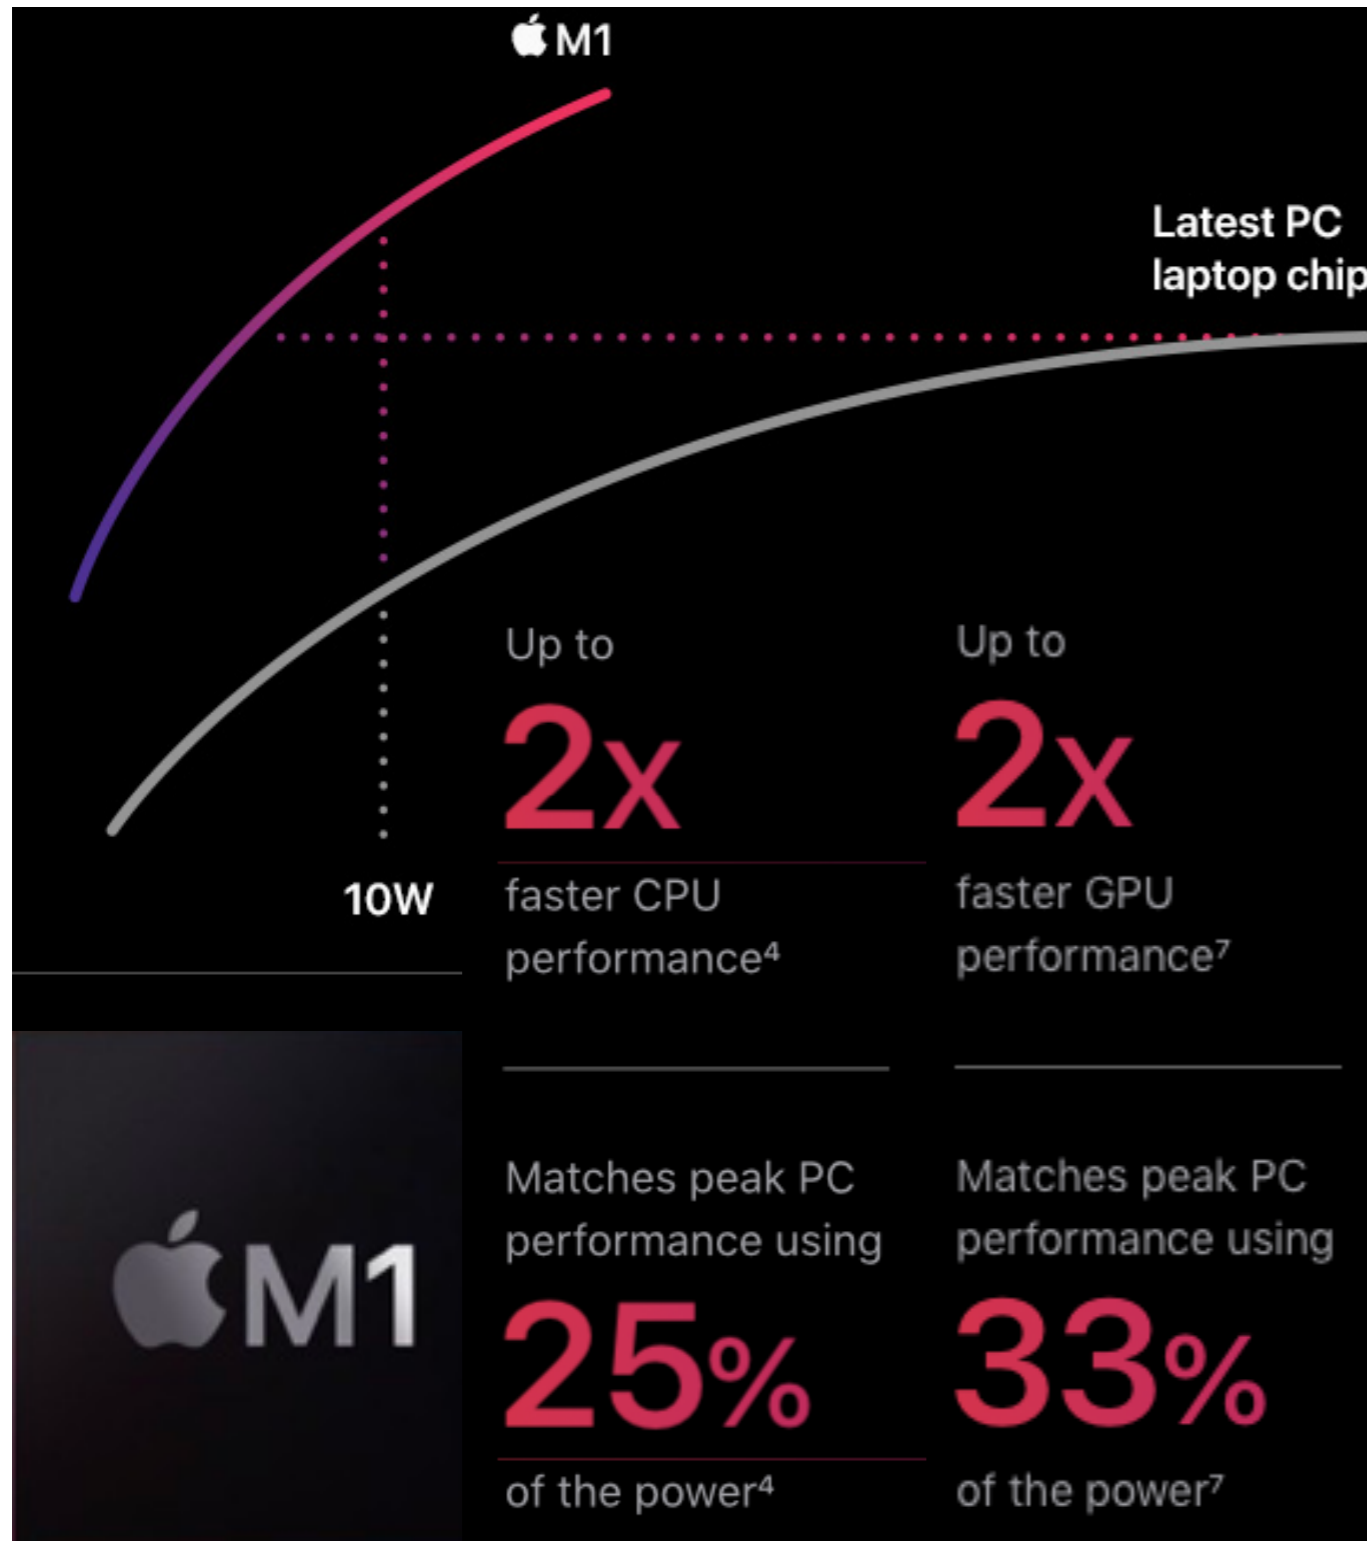 M1
Latest PC
laptop chip
10W
Up to
2x
faster CPU
performance⁴
Up to
2x
faster GPU
performance⁷
M1
Matches peak PC
performance using
25%
of the power⁴
Matches peak PC
performance using
33%
of the power⁷